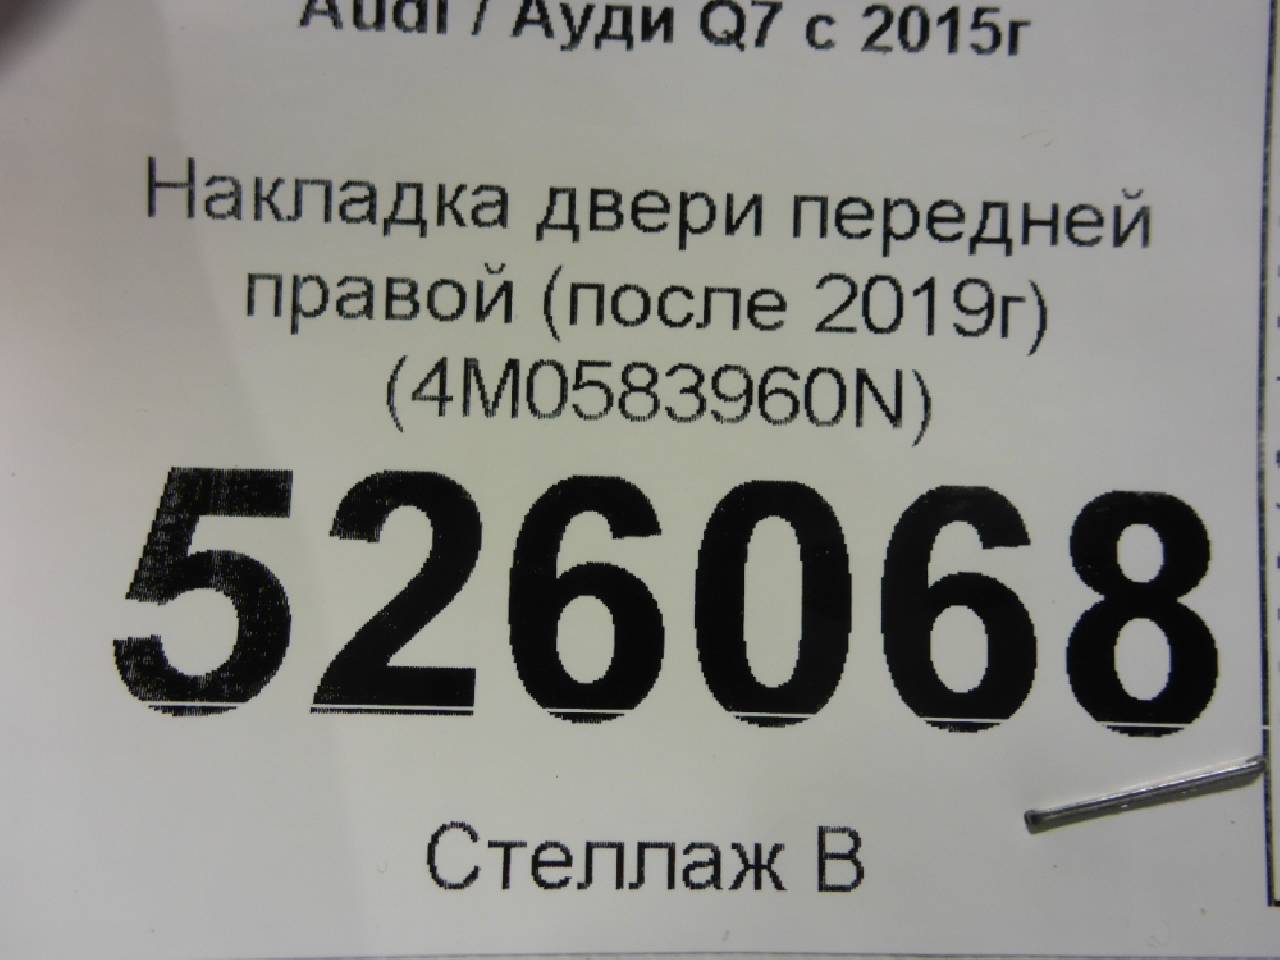 Audi / Ауди Q7 с 2015г
Накладка двери передней
правой (после 2019г)
(4M0583960N)
526068
Стеллаж В